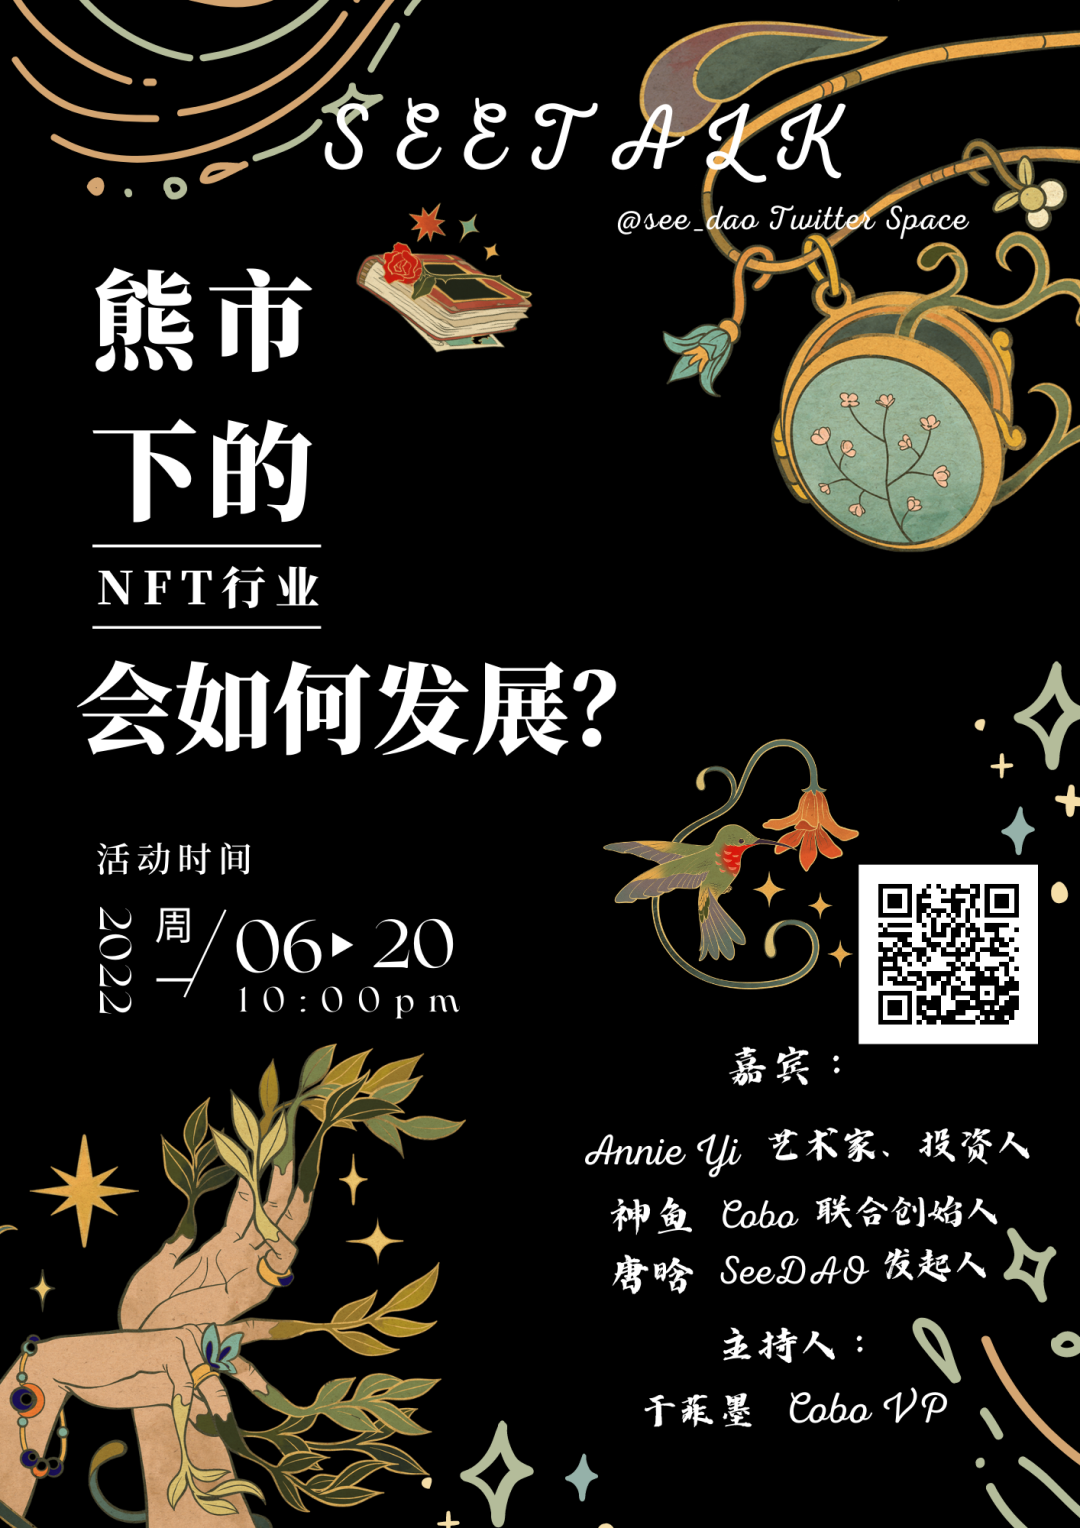 SEETALK
@see_dao Twitter Space
熊市
下的
NFT行业
会如何发展?
活动时间
2022 周一 / 06▶20
10:00pm
嘉宾：
Annie Yi 艺术家、投资人
神鱼 Cobo 联合创始人
唐晗 SeeDAO 发起人
主持人：
于菲墨 Cobo VP